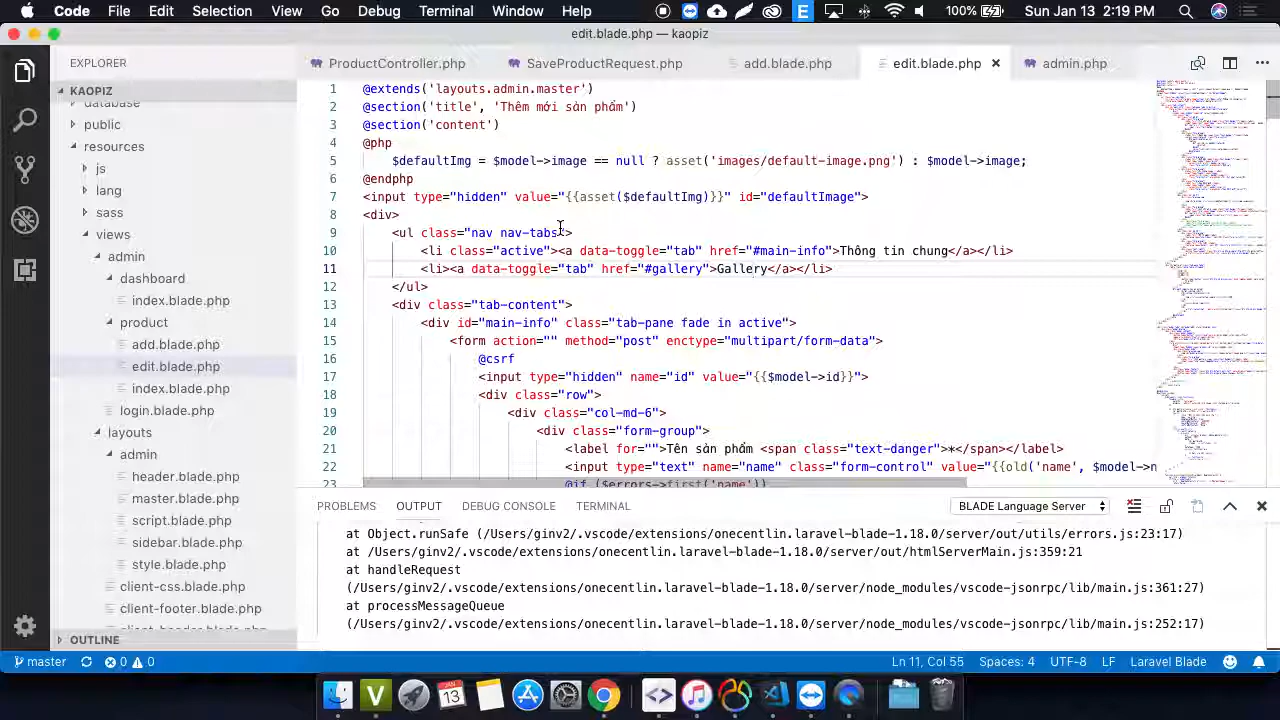 Code File Edit Selection View Go Debug Terminal Window Help 100% Sun Jan 13 2:19 PM
edit.blade.php — kaopiz
EXPLORER
ProductController.php SaveProductRequest.php add.blade.php edit.blade.php × admin.php
KAOPIZ
database
public
resources
js
lang
sass
views
admin
dashboard
index.blade.php
product
add.blade.php
edit.blade.php
index.blade.php
login.blade.php
layouts
admin
header.blade.php
master.blade.php
script.blade.php
sidebar.blade.php
style.blade.php
client-css.blade.php
client-footer.blade.php
client-header.blade.php
OUTLINE
1 @extends('layouts.admin.master')
2 @section('title', 'Thêm mới sản phẩm')
3 @section('content')
4 @php
5 $defaultImg = $model->image == null ? asset('images/default-image.png') : $model->image;
6 @endphp
7 <input type="hidden" value="{{asset($defaultImg)}}" id="defaultImage">
8 <div>
9 <ul class="nav nav-tabs">
10 <li class="active"><a data-toggle="tab" href="#main-info">Thông tin chung</a></li>
11 <li><a data-toggle="tab" href="#gallery">Gallery</a></li>
12 </ul>
13 <div class="tab-content">
14 <div id="main-info" class="tab-pane fade in active">
15 <form action="" method="post" enctype="multipart/form-data">
16 @csrf
17 <input type="hidden" name="id" value="{{$model->id}}">
18 <div class="row">
19 <div class="col-md-6">
20 <div class="form-group">
21 <label for="">Tên sản phẩm <span class="text-danger">*</span></label>
22 <input type="text" name="name" class="form-control" value="{{old('name', $model->n
23 @if ($errors->first('name'))
PROBLEMS OUTPUT DEBUG CONSOLE TERMINAL BLADE Language Server
at Object.runSafe (/Users/ginv2/.vscode/extensions/onecentlin.laravel-blade-1.18.0/server/out/utils/errors.js:23:17)
at /Users/ginv2/.vscode/extensions/onecentlin.laravel-blade-1.18.0/server/out/htmlServerMain.js:359:21
at handleRequest
(/Users/ginv2/.vscode/extensions/onecentlin.laravel-blade-1.18.0/server/node_modules/vscode-jsonrpc/lib/main.js:361:27)
at processMessageQueue
(/Users/ginv2/.vscode/extensions/onecentlin.laravel-blade-1.18.0/server/node_modules/vscode-jsonrpc/lib/main.js:252:17)
master 0 0 Ln 11, Col 55 Spaces: 4 UTF-8 LF Laravel Blade